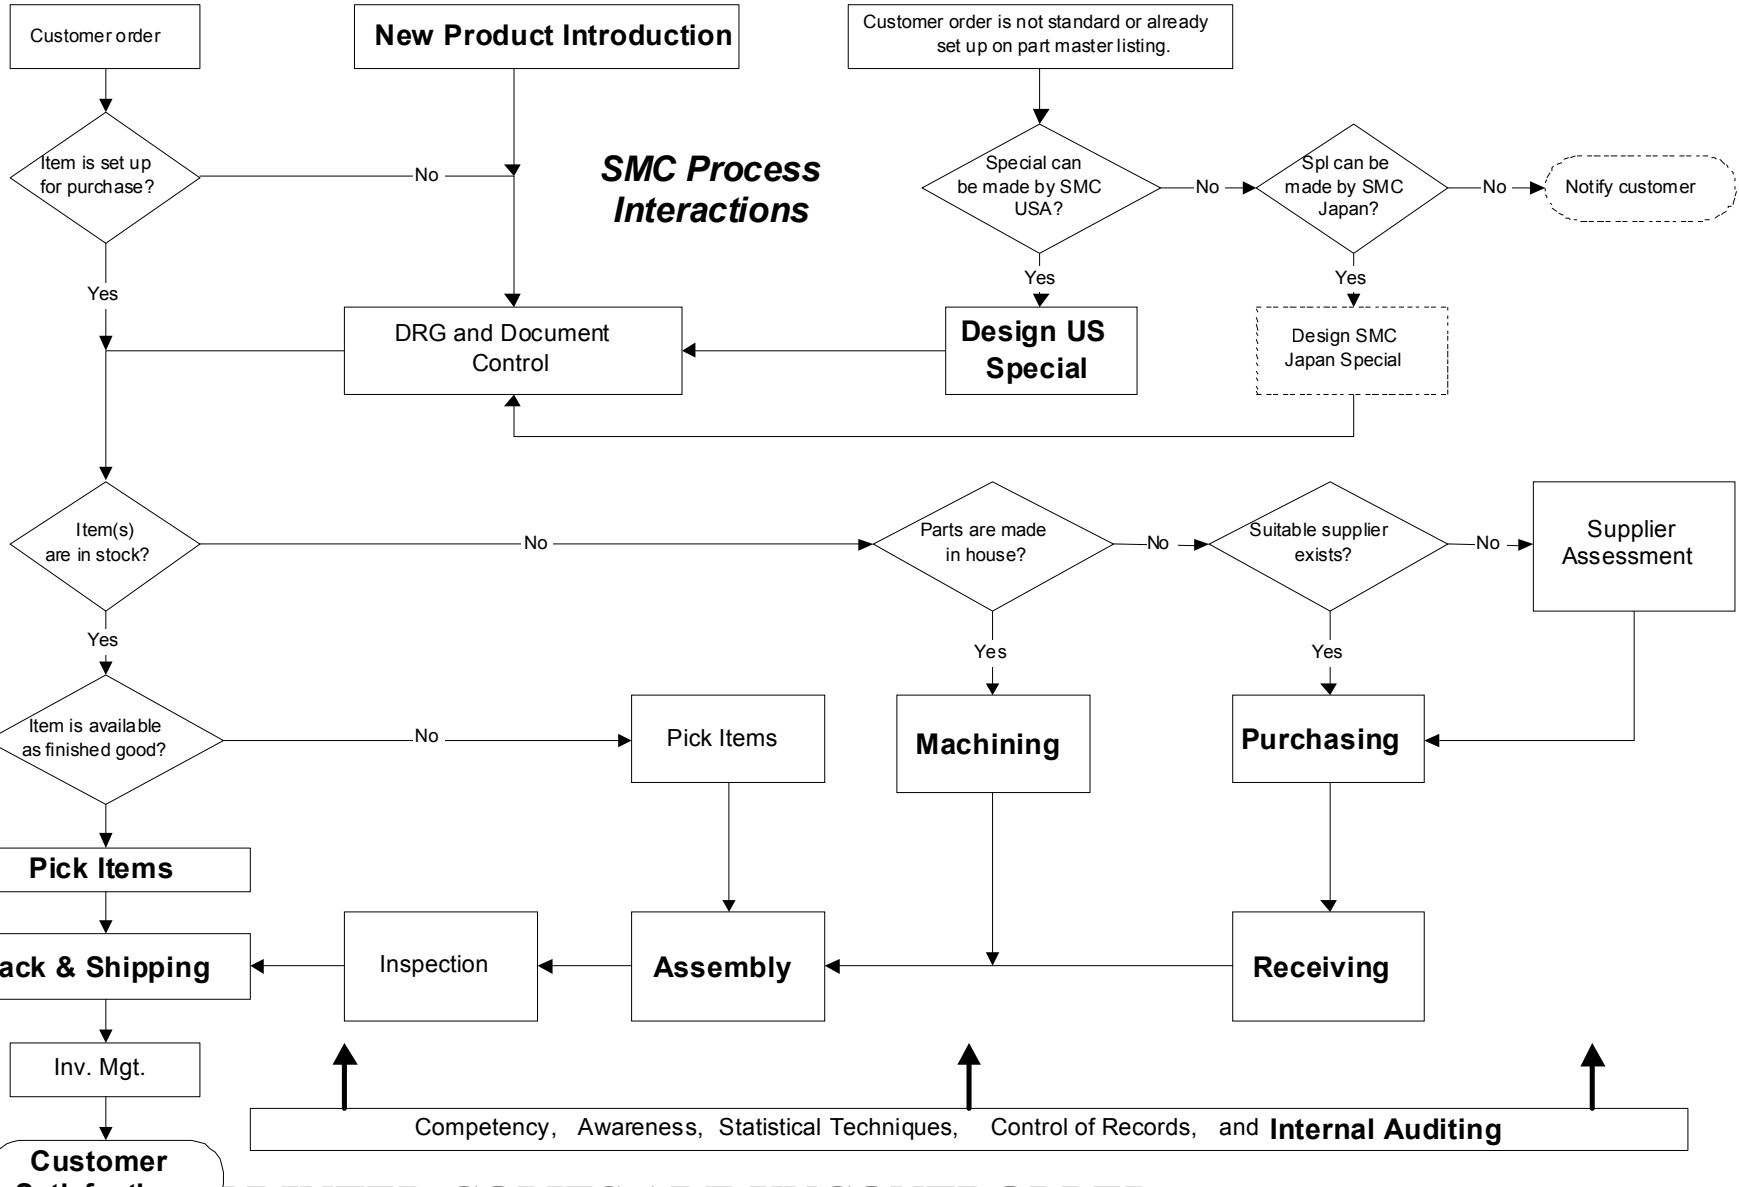 Customer order
New Product Introduction
Customer order is not standard or already
set up on part master listing.
Item is set up
for purchase?
No
SMC Process
Interactions
Special can
be made by SMC
USA?
No
Spl can be
made by SMC
Japan?
No
Notify customer
Yes
Yes
Yes
DRG and Document
Control
Design US
Special
Design SMC
Japan Special
Item(s)
are in stock?
No
Parts are made
in house?
No
Suitable supplier
exists?
No
Supplier
Assessment
Yes
Yes
Yes
Item is available
as finished good?
No
Pick Items
Machining
Purchasing
Pick Items
ack & Shipping
Inspection
Assembly
Receiving
Inv. Mgt.
Competency, Awareness, Statistical Techniques, Control of Records, and Internal Auditing
Customer